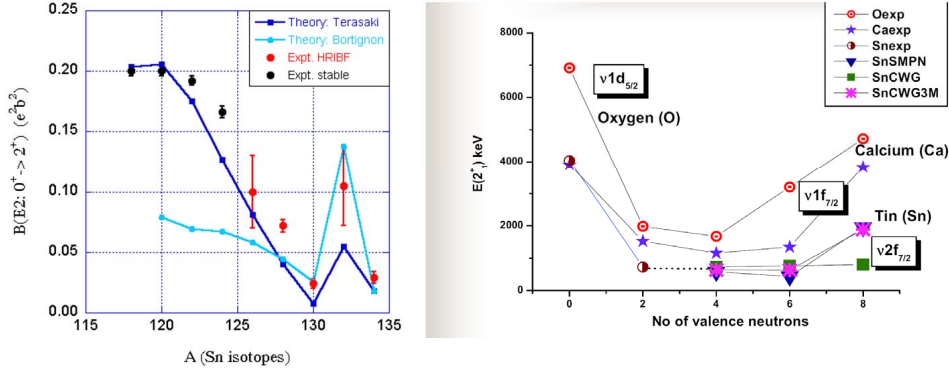 Theory: Terasaki
Theory: Bortignon
Expt. HRIBF
Expt. stable
B(E2: 0⁺-> 2⁺) (e²b²)
0.20
0.15
0.10
0.05
0.00
115 120 125 130 135
A (Sn isotopes)
Oexp
Caexp
Snexp
SnSMPN
SnCWG
SnCWG3M
ν1d5/2
Oxygen (O)
Calcium (Ca)
ν1f7/2
Tin (Sn)
ν2f7/2
E(2⁺₁) keV
8000
6000
4000
2000
0
0 2 4 6 8
No of valence neutrons